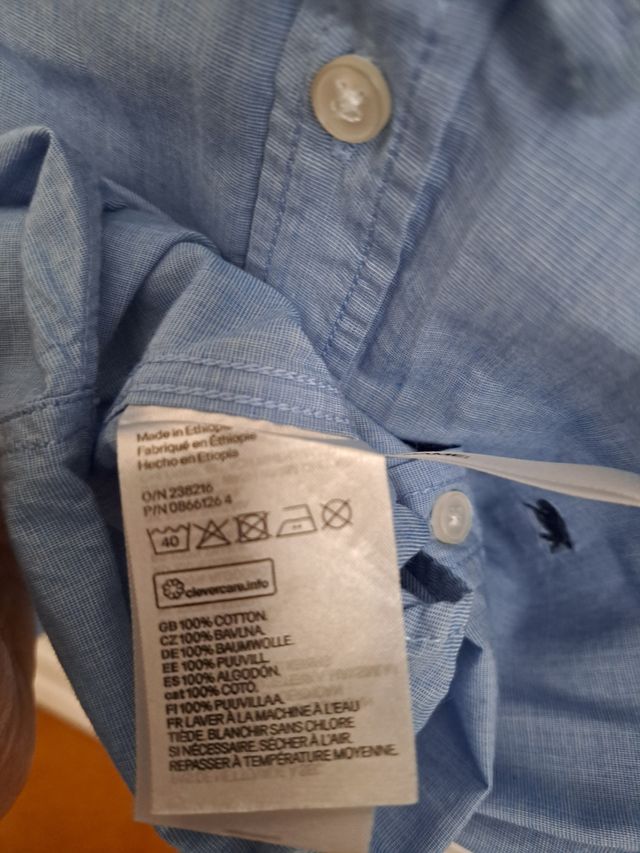 Made in Ethiopia
Fabriqué en Éthiopie
Hecho en Etiopía
O/N 238216
P/N 0866126 4
40
clevercare.info
GB 100% COTTON.
CZ 100% BAVLNA.
DE 100% BAUMWOLLE.
EE 100% PUUVILL.
ES 100% ALGODÓN.
cat 100% COTÓ.
FI 100% PUUVILLAA.
FR LAVER À LA MACHINE À L'EAU
TIÈDE. BLANCHIR SANS CHLORE
SI NÉCESSAIRE. SÉCHER À L'AIR.
REPASSER À TEMPÉRATURE MOYENNE.